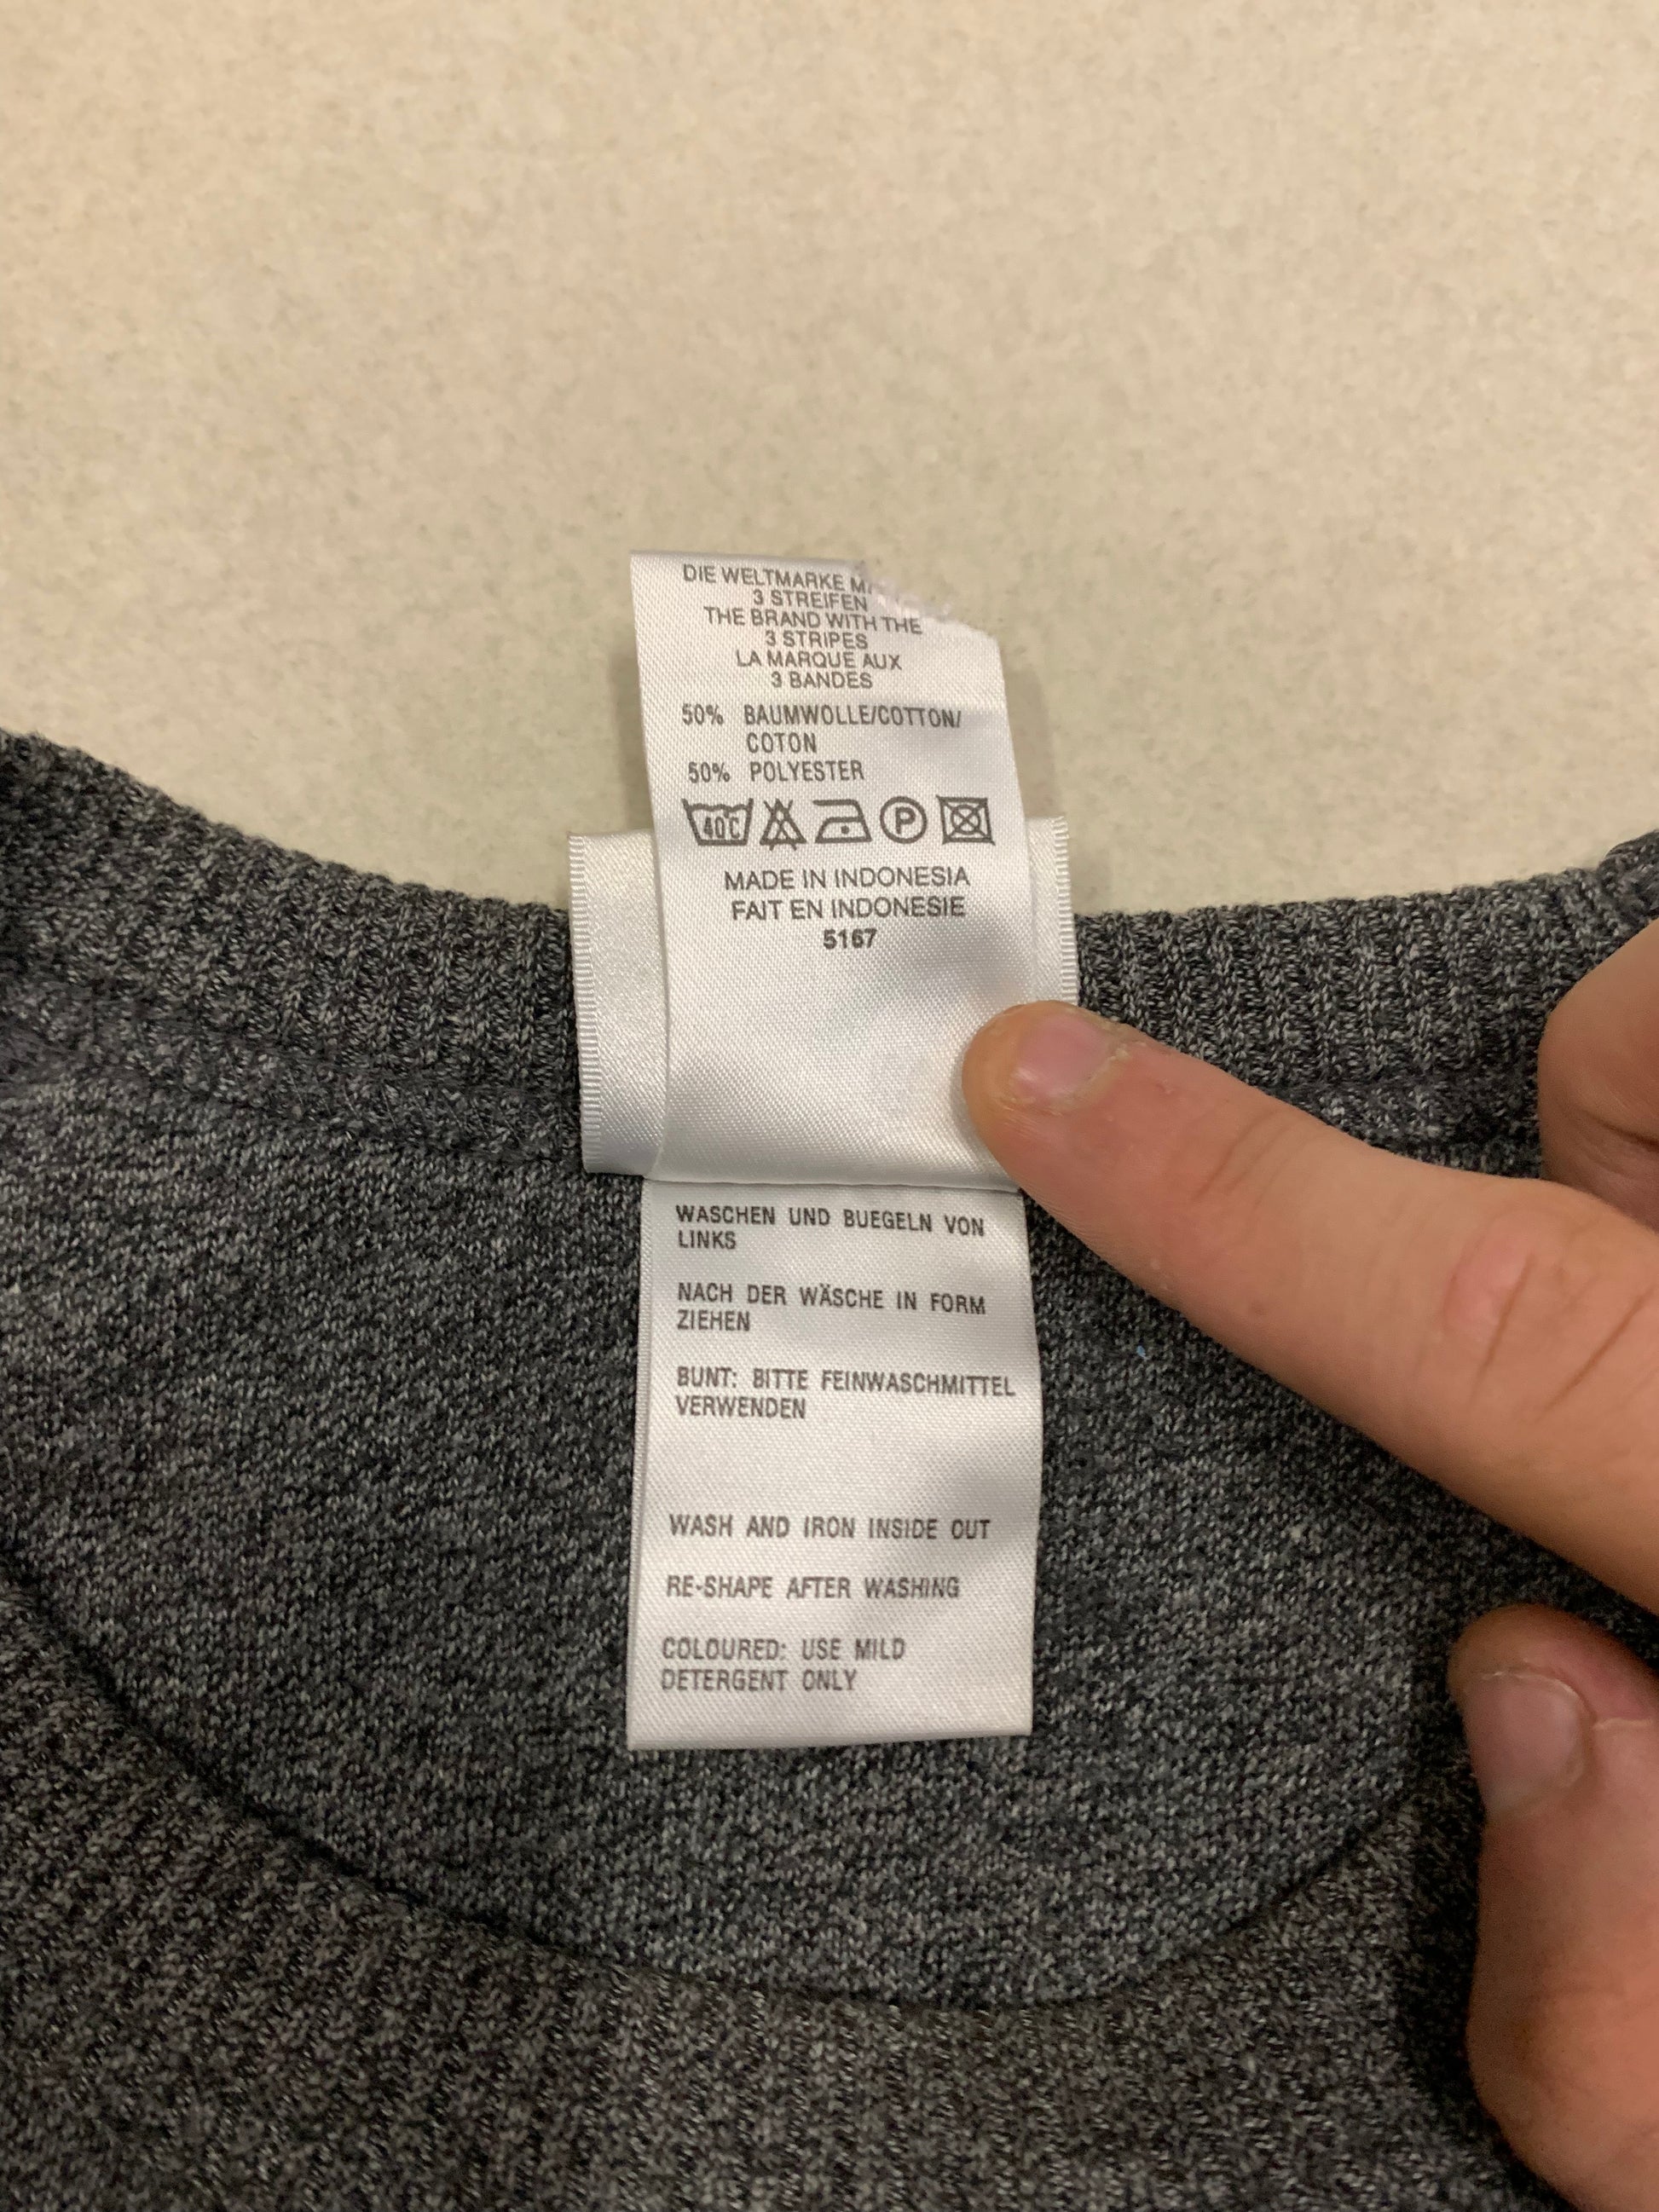 DIE WELTMARKE
3 STREIFEN
THE BRAND WITH THE
3 STRIPES
LA MARQUE AUX
3 BANDES
50% BAUMWOLLE/COTTON/
COTON
50% POLYESTER
40C P
MADE IN INDONESIA
FAIT EN INDONESIE
5167
WASCHEN UND BUEGELN VON
LINKS
NACH DER WÄSCHE IN FORM
ZIEHEN
BUNT: BITTE FEINWASCHMITTEL
VERWENDEN
WASH AND IRON INSIDE OUT
RE-SHAPE AFTER WASHING
COLOURED: USE MILD
DETERGENT ONLY